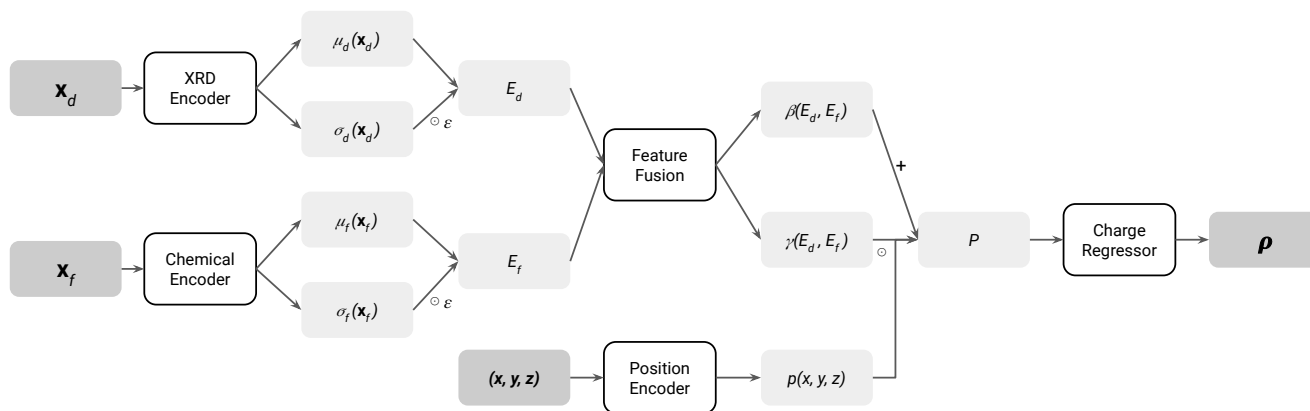 x_d
XRD
Encoder
μ_d(x_d)
σ_d(x_d)
⊙ ε
E_d
x_f
Chemical
Encoder
μ_f(x_f)
σ_f(x_f)
⊙ ε
E_f
Feature
Fusion
β(E_d, E_f)
+
γ(E_d, E_f)
⊙
(x, y, z)
Position
Encoder
p(x, y, z)
P
Charge
Regressor
ρ